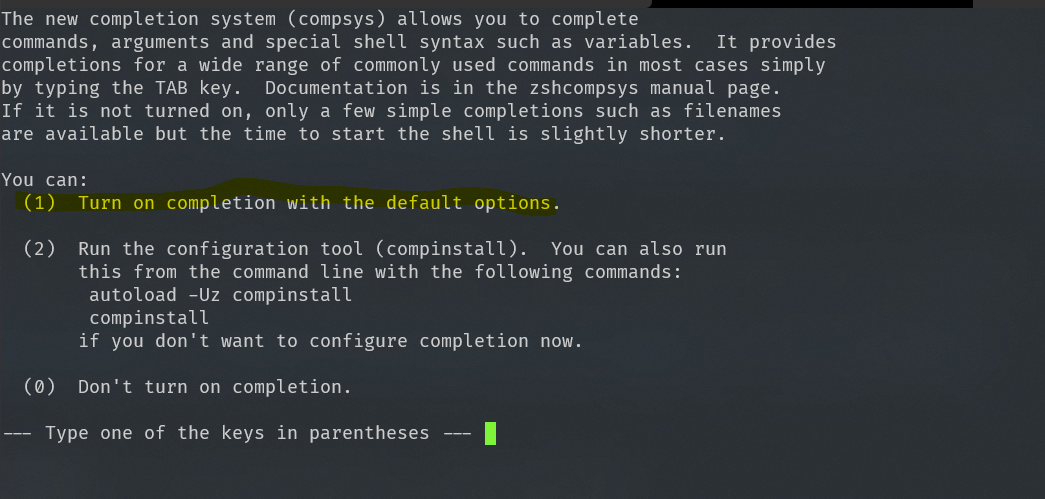 The new completion system (compsys) allows you to complete
commands, arguments and special shell syntax such as variables.  It provides
completions for a wide range of commonly used commands in most cases simply
by typing the TAB key.  Documentation is in the zshcompsys manual page.
If it is not turned on, only a few simple completions such as filenames
are available but the time to start the shell is slightly shorter.

You can:
  (1)  Turn on completion with the default options.

  (2)  Run the configuration tool (compinstall).  You can also run
       this from the command line with the following commands:
        autoload -Uz compinstall
        compinstall
       if you don't want to configure completion now.

  (0)  Don't turn on completion.

--- Type one of the keys in parentheses ---